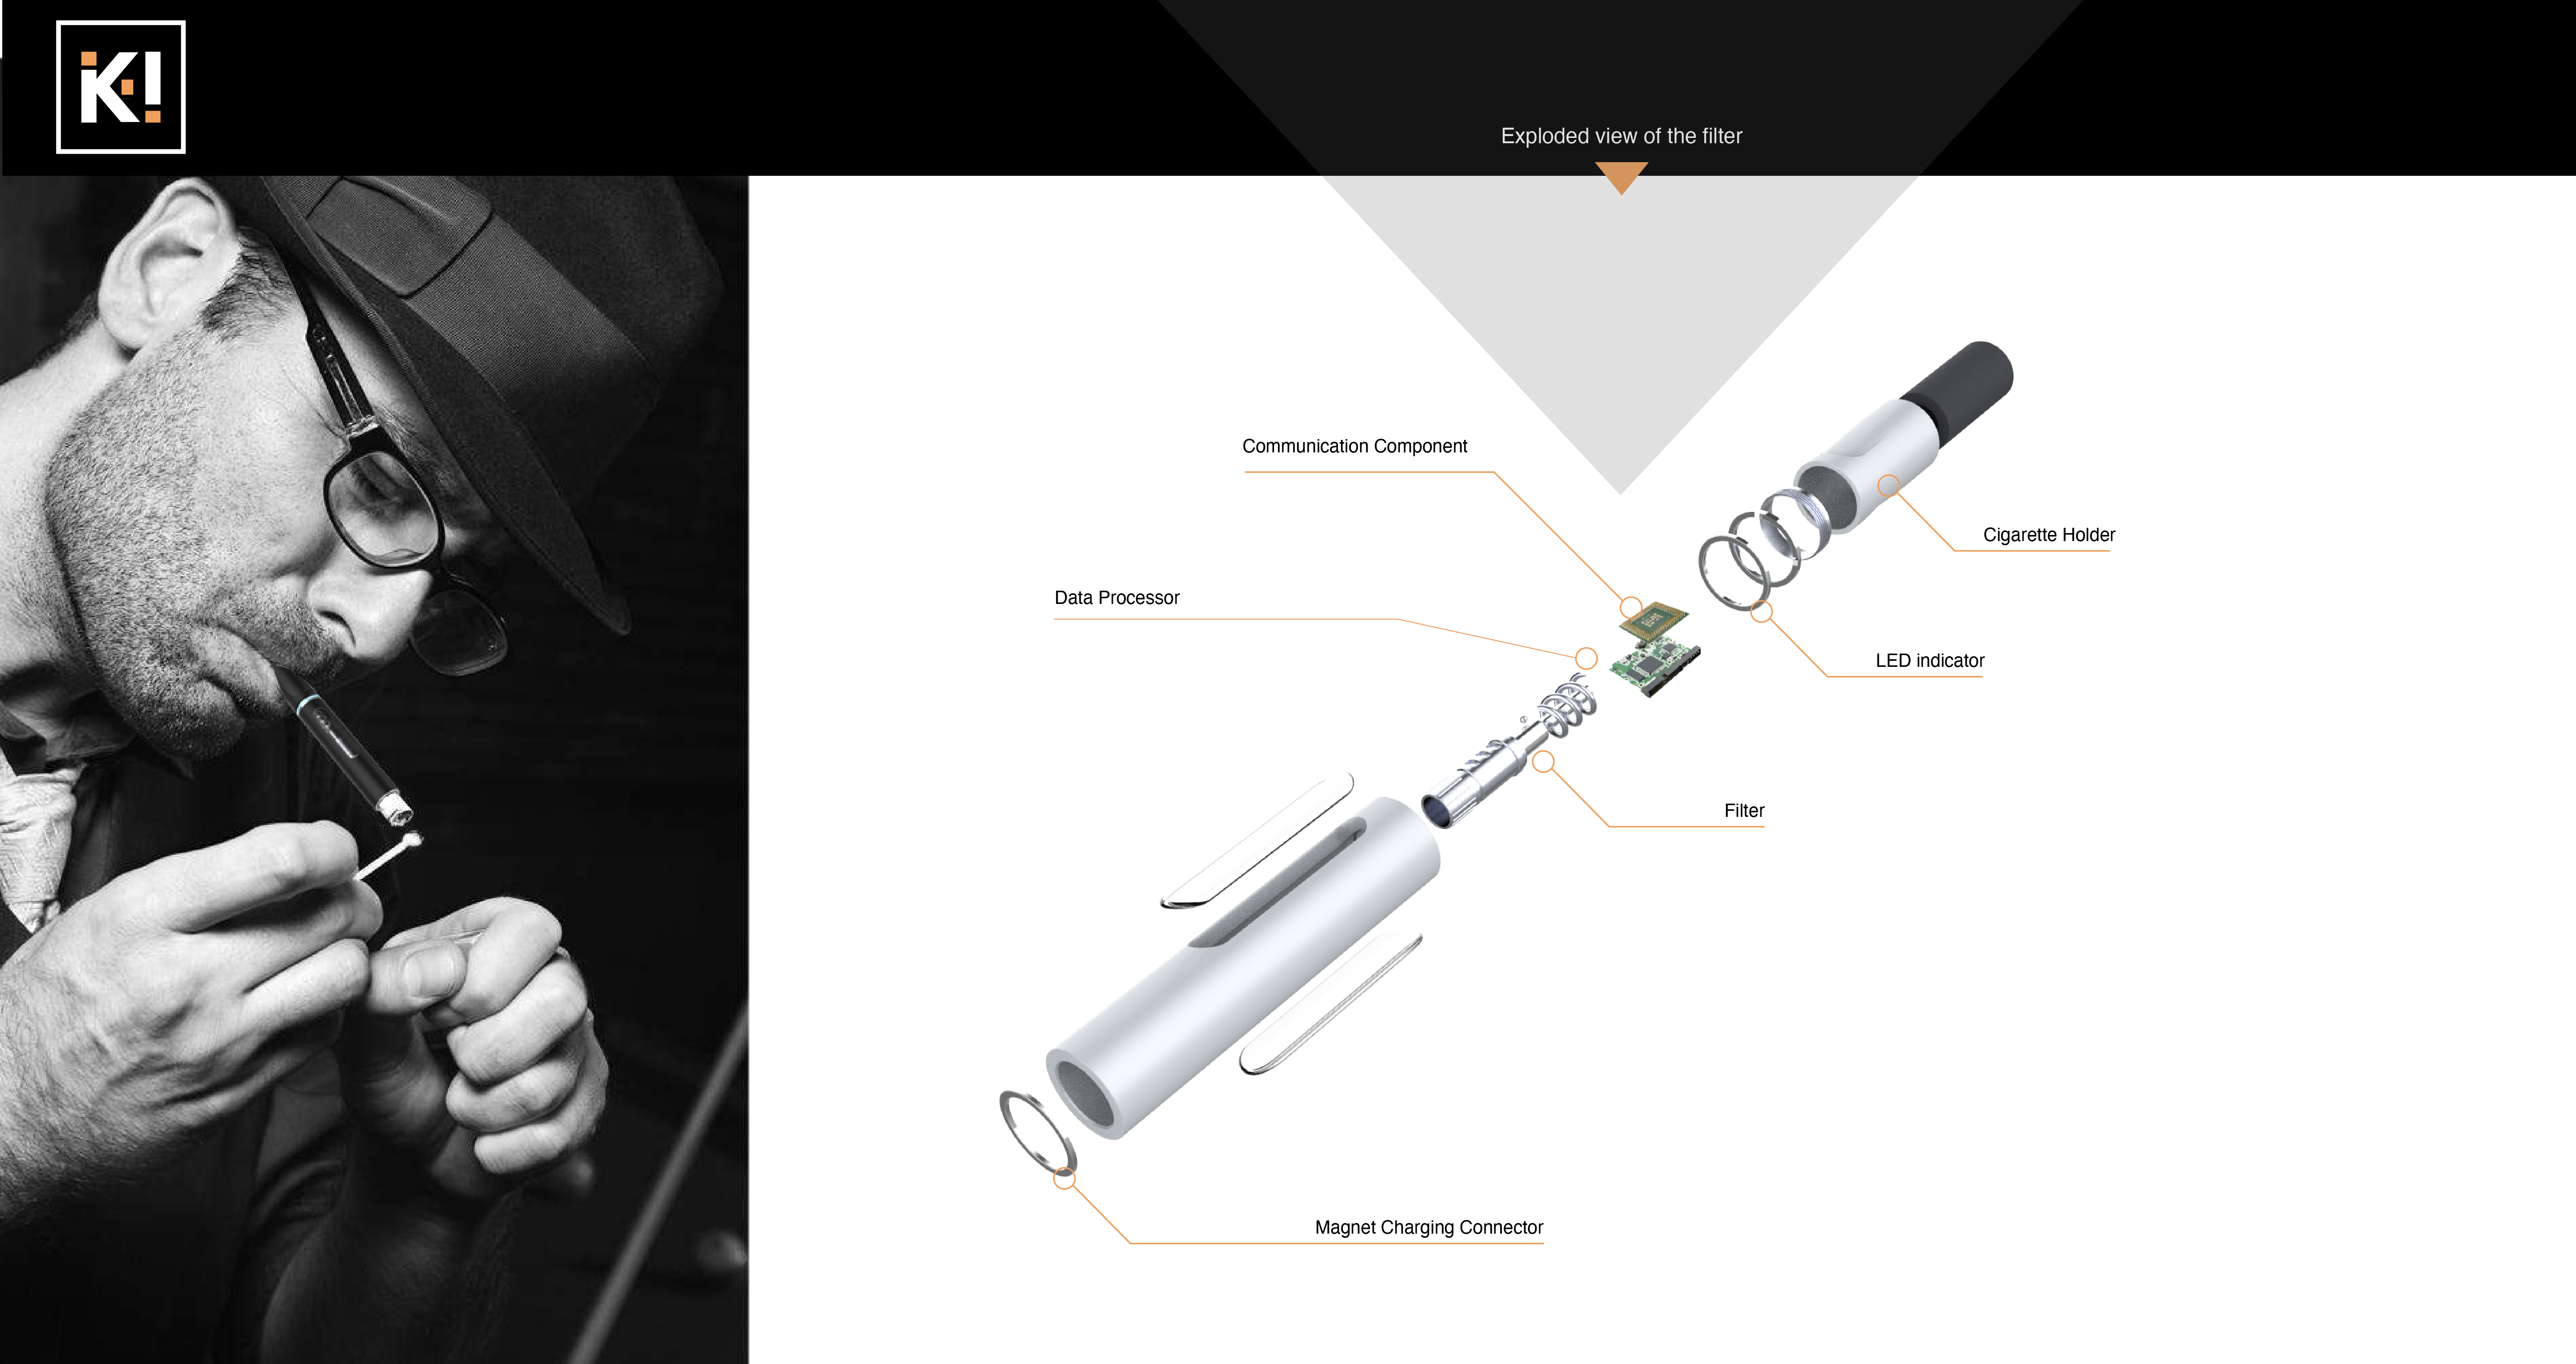 K!
Exploded view of the filter
Communication Component
Cigarette Holder
Data Processor
LED indicator
Filter
Magnet Charging Connector